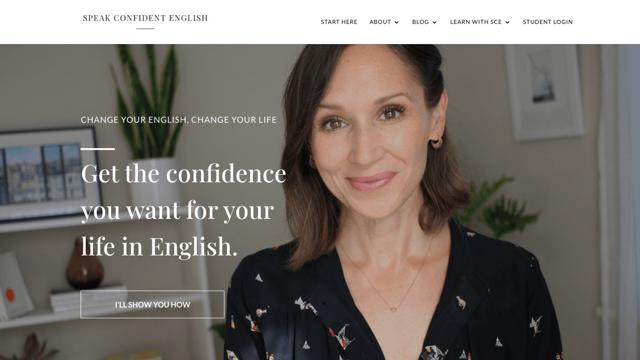 SPEAK CONFIDENT ENGLISH
START HERE ABOUT BLOG LEARN WITH SCE STUDENT LOGIN
CHANGE YOUR ENGLISH, CHANGE YOUR LIFE
Get the confidence
you want for your
life in English.
I'LL SHOW YOU HOW